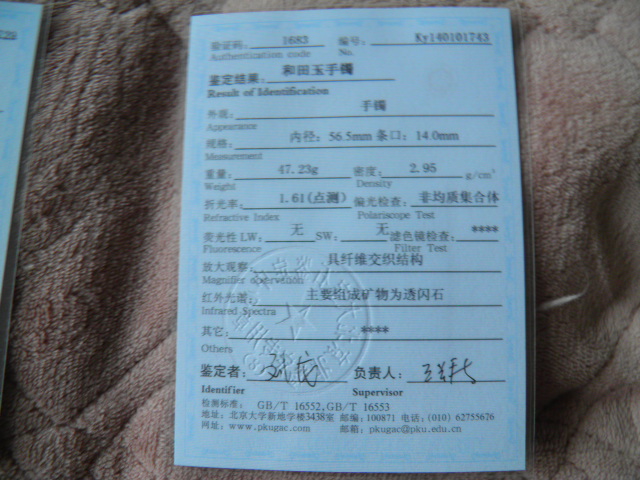 验证码： 1683 编号： Ky140101743
Authentication code No.
鉴定结果： 和田玉手镯
Result of Identification
外观： 手镯
Appearance
规格： 内径：56.5mm 条口：14.0mm
Measurement
重量： 47.23g 密度： 2.95 g/cm³
Weight Density
折光率： 1.61(点测) 偏光检查： 非均质集合体
Refractive Index Polariscope Test
荧光性 LW： 无 SW： 无 滤色镜检查： ****
Fluorescence Filter Test
放大观察： 具纤维交织结构
Magnifier observation
红外光谱： 主要组成矿物为透闪石
Infrared Spectra
其它： ****
Others
鉴定者： 负责人：
Identifier Supervisor
检测标准： GB/T 16552,GB/T 16553
地址：北京大学新地学楼3438室 邮编：100871 电话：(010) 62755676
网址：www.pkugac.com 邮箱：pkugac@pku.edu.cn